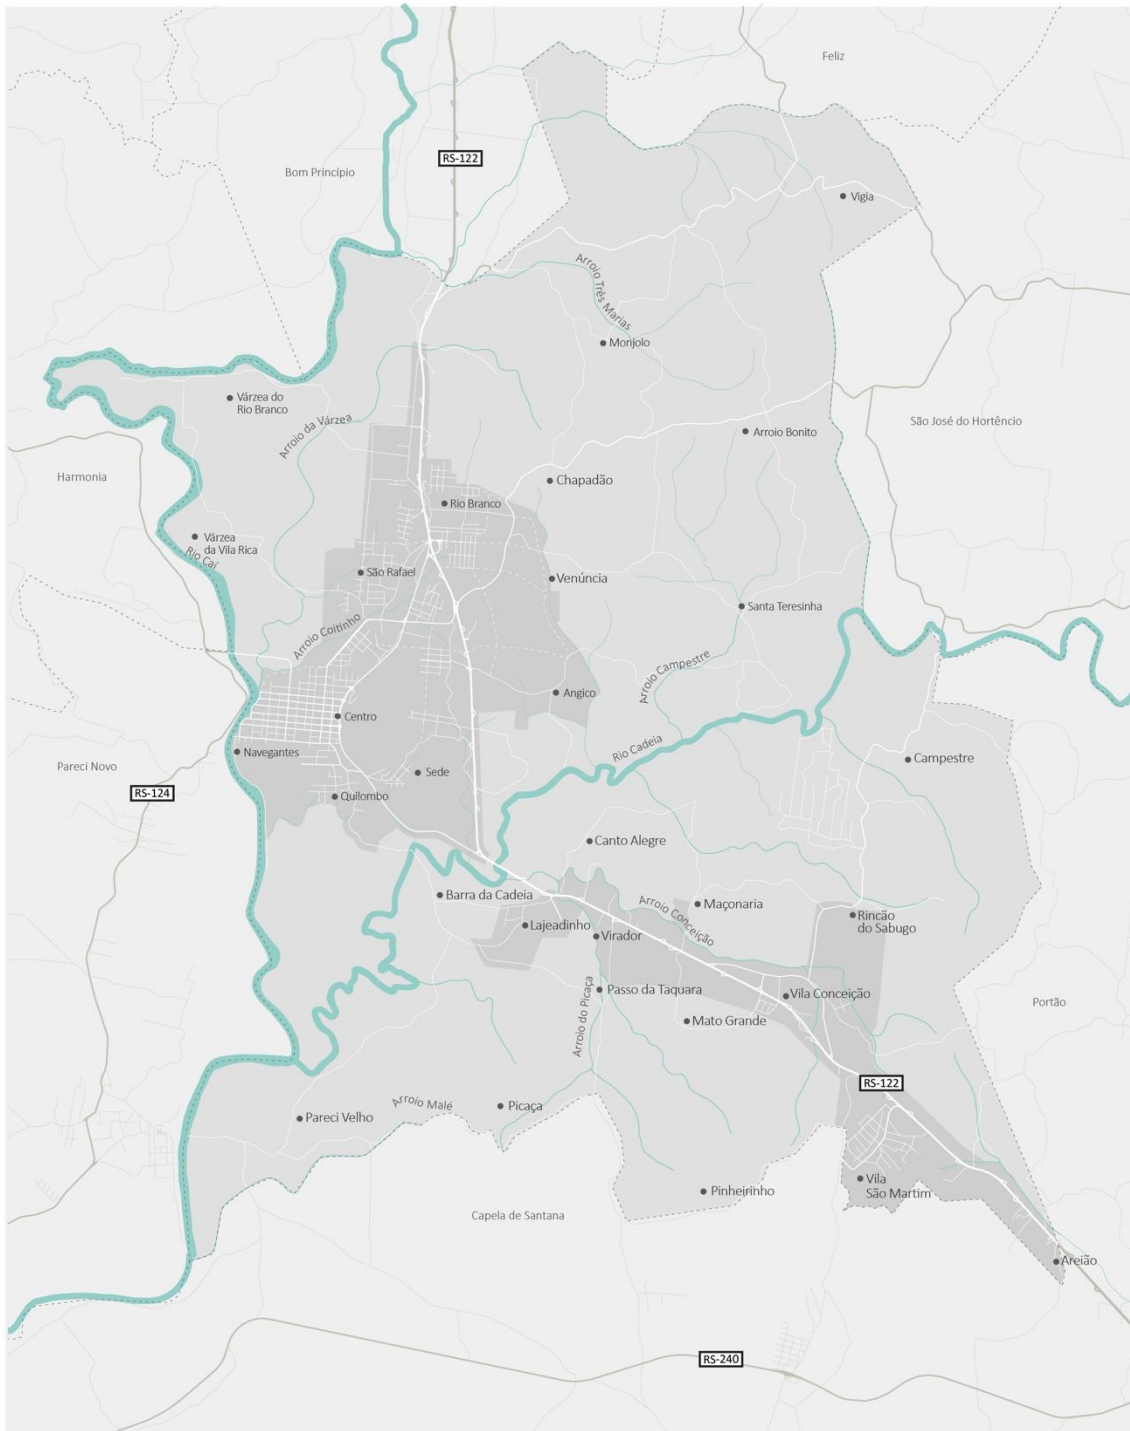 Feliz
RS-122
Bom Princípio
Vigia
Arroio Três Marias
Monjolo
Várzea do
Rio Branco
Arroio da Várzea
São José do Hortêncio
Arroio Bonito
Harmonia
Chapadão
Rio Branco
Várzea
da Vila Rica
Rio Caí
São Rafael
Venúncia
Santa Teresinha
Arroio Coitinho
Arroio Campestre
Angico
Centro
Rio Cadeia
Navegantes
Pareci Novo
Sede
Campestre
RS-124
Quilombo
Canto Alegre
Barra da Cadeia
Arroio Conceição
Maçonaria
Lajeadinho
Virador
Rincão
do Sabugo
Passo da Taquara
Vila Conceição
Portão
Arroio do Picaça
Mato Grande
RS-122
Arroio Malé
Picaça
Pareci Velho
Vila
São Martim
Pinheirinho
Capela de Santana
Areião
RS-240